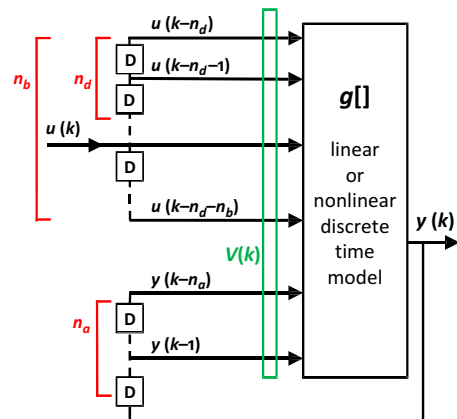 u (k–n_d)
D
u (k–n_d–1)
n_b
n_d
D
g[]
u (k)
D
linear
or
nonlinear
discrete
time
model
u (k–n_d–n_b)
y (k)
V(k)
y (k–n_a)
D
n_a
y (k–1)
D